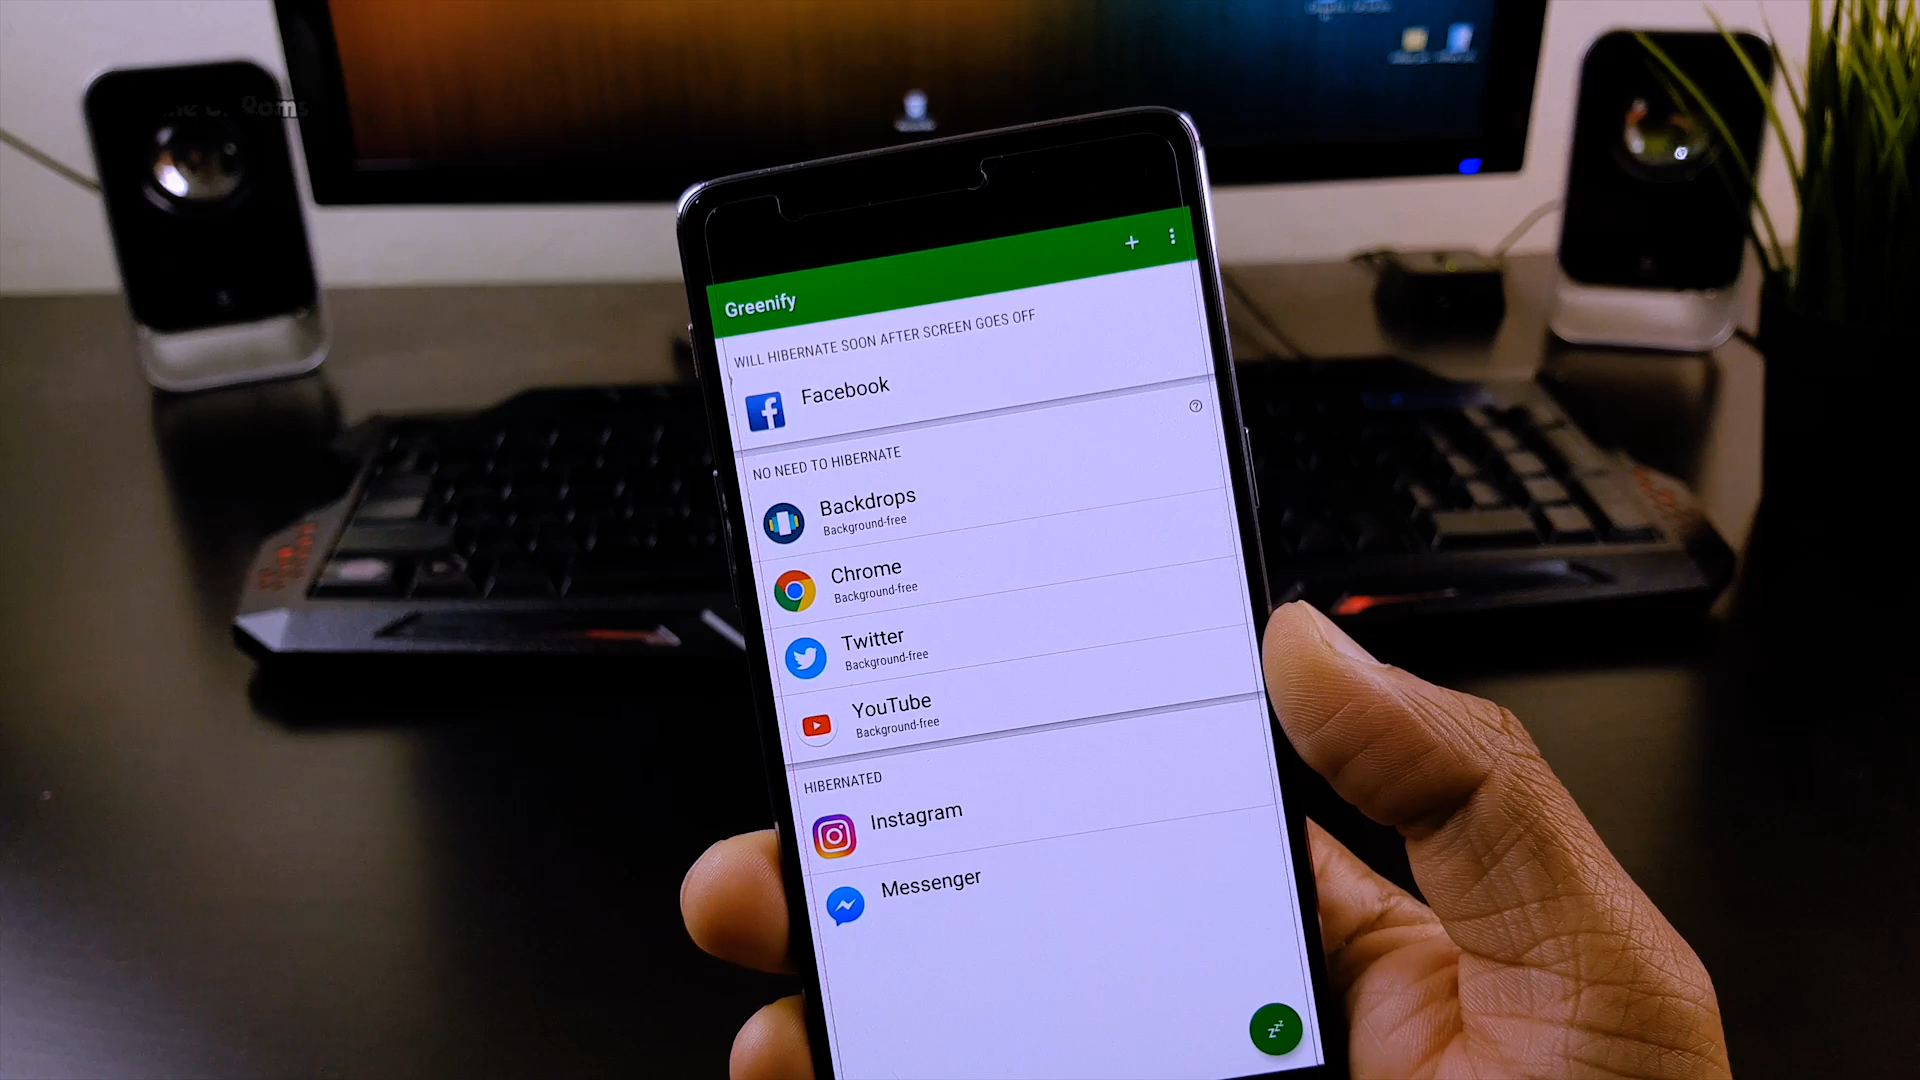 Greenify
WILL HIBERNATE SOON AFTER SCREEN GOES OFF
Facebook
NO NEED TO HIBERNATE
Backdrops
Background-free
Chrome
Background-free
Twitter
Background-free
YouTube
Background-free
HIBERNATED
Instagram
Messenger
zzz